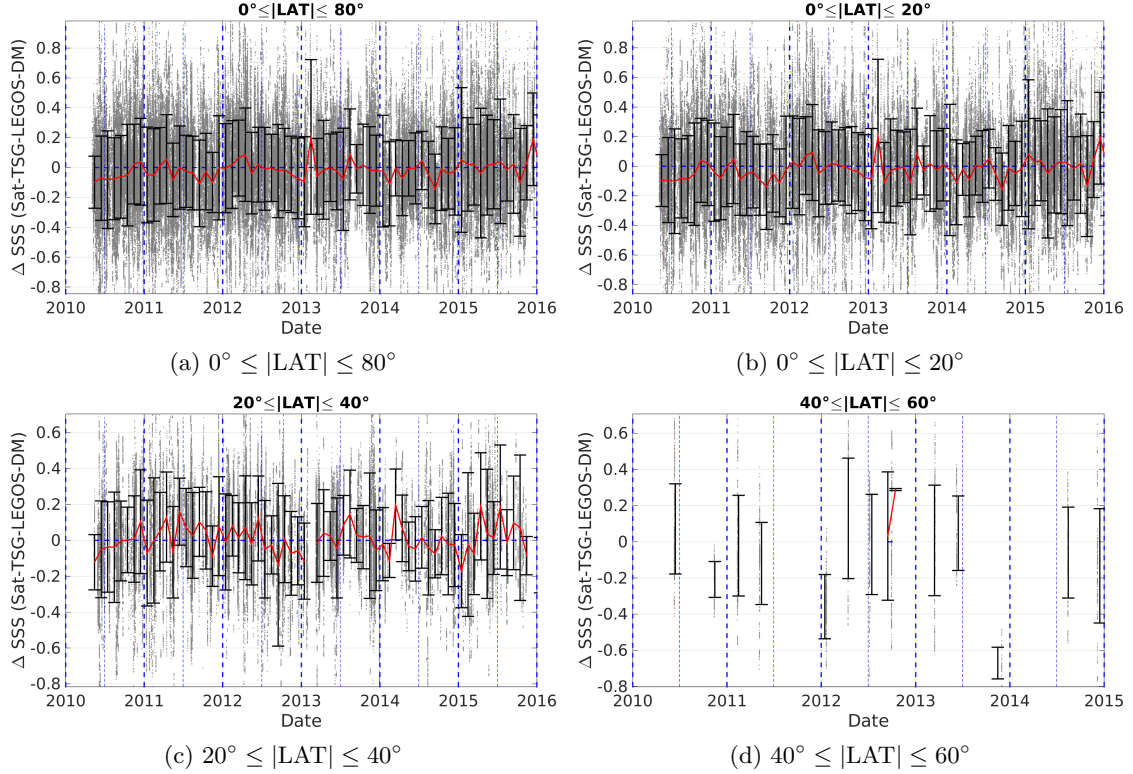 0°≤|LAT|≤ 80°
Δ SSS (Sat-TSG-LEGOS-DM)
0.8
0.6
0.4
0.2
0
-0.2
-0.4
-0.6
-0.8
2010 2011 2012 2013 2014 2015 2016
Date
(a) 0° ≤ |LAT| ≤ 80°
0°≤|LAT|≤ 20°
Δ SSS (Sat-TSG-LEGOS-DM)
0.8
0.6
0.4
0.2
0
-0.2
-0.4
-0.6
-0.8
2010 2011 2012 2013 2014 2015 2016
Date
(b) 0° ≤ |LAT| ≤ 20°
20°≤|LAT|≤ 40°
Δ SSS (Sat-TSG-LEGOS-DM)
0.6
0.4
0.2
0
-0.2
-0.4
-0.6
-0.8
2010 2011 2012 2013 2014 2015 2016
Date
(c) 20° ≤ |LAT| ≤ 40°
40°≤|LAT|≤ 60°
Δ SSS (Sat-TSG-LEGOS-DM)
0.6
0.4
0.2
0
-0.2
-0.4
-0.6
-0.8
2010 2011 2012 2013 2014 2015
Date
(d) 40° ≤ |LAT| ≤ 60°